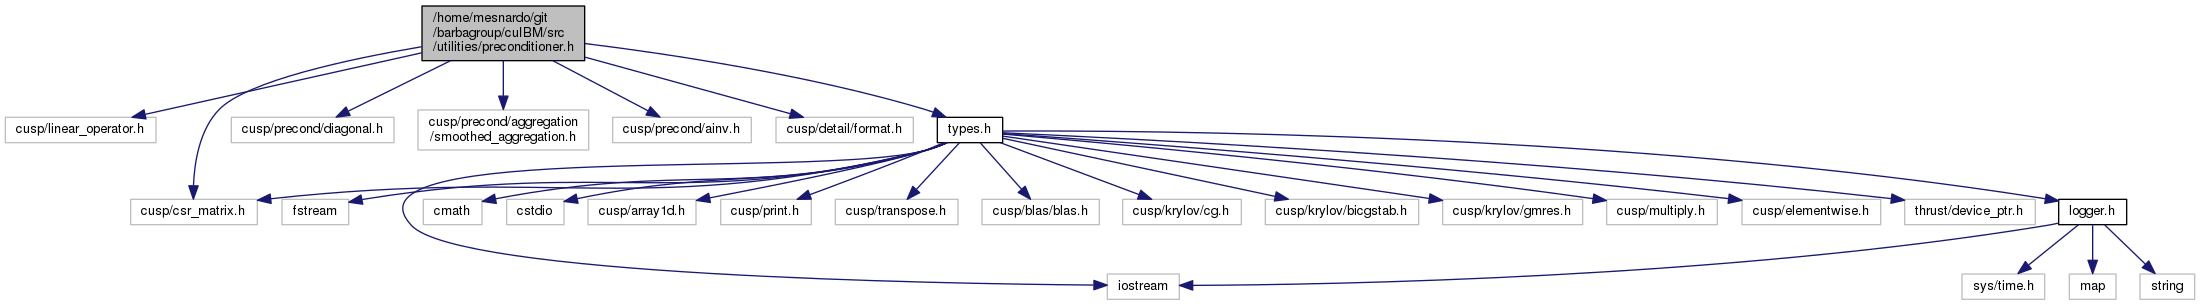 /home/mesnardo/git
/barbagroup/cuIBM/src
/utilities/preconditioner.h
cusp/linear_operator.h
cusp/precond/diagonal.h
cusp/precond/aggregation
/smoothed_aggregation.h
cusp/precond/ainv.h
cusp/detail/format.h
types.h
cusp/csr_matrix.h
fstream
cmath
cstdio
cusp/array1d.h
cusp/print.h
cusp/transpose.h
cusp/blas/blas.h
cusp/krylov/cg.h
cusp/krylov/bicgstab.h
cusp/krylov/gmres.h
cusp/multiply.h
cusp/elementwise.h
thrust/device_ptr.h
logger.h
iostream
sys/time.h
map
string